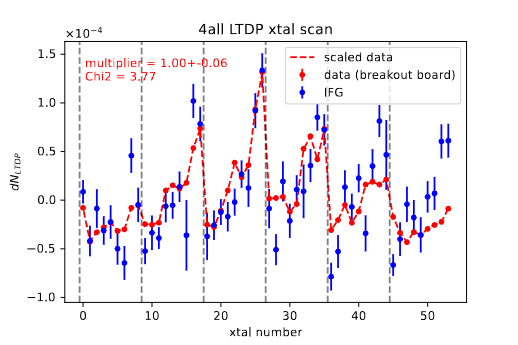 4all LTDP xtal scan
×10⁻⁴
multiplier = 1.00+-0.06
Chi2 = 3.77
scaled data
data (breakout board)
IFG
1.5
1.0
0.5
0.0
−0.5
−1.0
dN_LTDP
0
10
20
30
40
50
xtal number